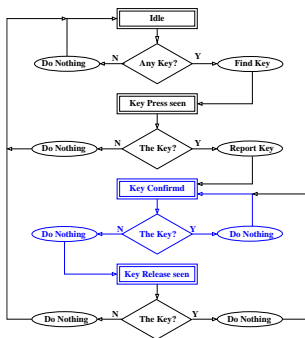 Idle
Do Nothing
N
Any Key?
Y
Find Key
Key Press seen
Do Nothing
N
The Key?
Y
Report Key
Key Confirmd
Do Nothing
N
The Key?
Y
Do Nothing
Key Release seen
Do Nothing
N
The Key?
Y
Do Nothing